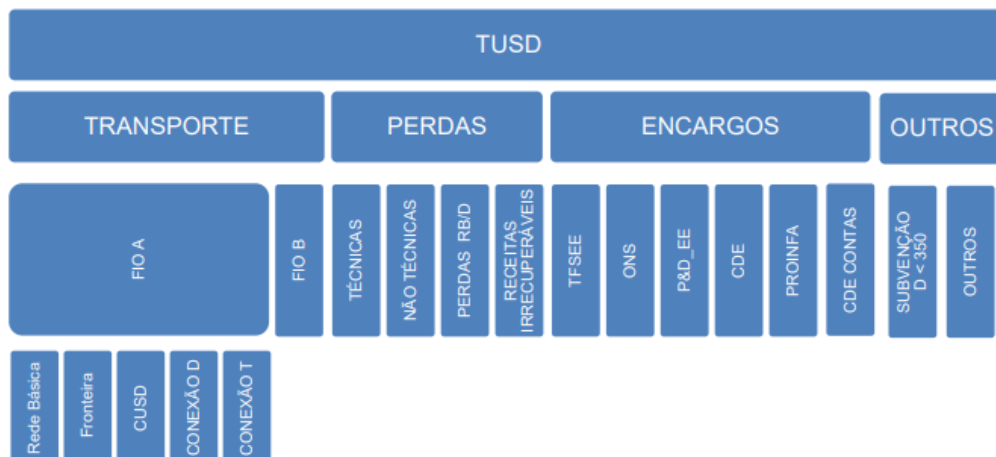 TUSD
TRANSPORTE
PERDAS
ENCARGOS
OUTROS
FIO A
FIO B
TÉCNICAS
NÃO TÉCNICAS
PERDAS RB/D
RECEITAS
IRRECUPERÁVEIS
TFSEE
ONS
P&D_EE
CDE
PROINFA
CDE CONTAS
SUBVENÇÃO
D < 350
OUTROS
Rede Básica
Fronteira
CUSD
CONEXÃO D
CONEXÃO T